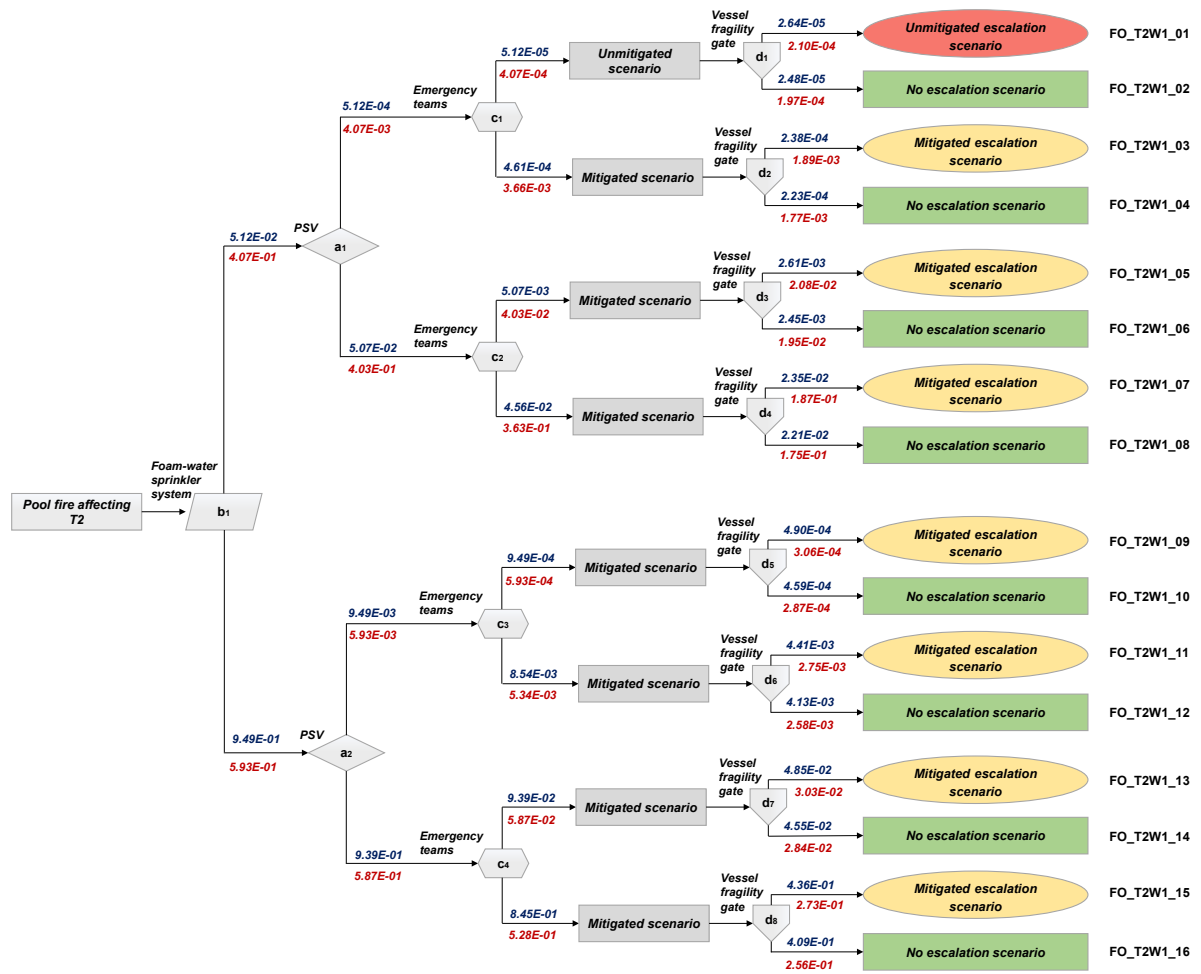 Pool fire affecting
T2
Foam-water
sprinkler
system
b1
5.12E-02
4.07E-01
PSV
a1
5.12E-04
4.07E-03
Emergency
teams
c1
5.12E-05
4.07E-04
Unmitigated
scenario
Vessel
fragility
gate
d1
2.64E-05
2.10E-04
Unmitigated escalation
scenario
FO_T2W1_01
2.48E-05
1.97E-04
No escalation scenario
FO_T2W1_02
4.61E-04
3.66E-03
Mitigated scenario
Vessel
fragility
gate
d2
2.38E-04
1.89E-03
Mitigated escalation
scenario
FO_T2W1_03
2.23E-04
1.77E-03
No escalation scenario
FO_T2W1_04
5.07E-02
4.03E-01
Emergency
teams
c2
5.07E-03
4.03E-02
Mitigated scenario
Vessel
fragility
gate
d3
2.61E-03
2.08E-02
Mitigated escalation
scenario
FO_T2W1_05
2.45E-03
1.95E-02
No escalation scenario
FO_T2W1_06
4.56E-02
3.63E-01
Mitigated scenario
Vessel
fragility
gate
d4
2.35E-02
1.87E-01
Mitigated escalation
scenario
FO_T2W1_07
2.21E-02
1.75E-01
No escalation scenario
FO_T2W1_08
9.49E-01
5.93E-01
PSV
a2
9.49E-03
5.93E-03
Emergency
teams
c3
9.49E-04
5.93E-04
Mitigated scenario
Vessel
fragility
gate
d5
4.90E-04
3.06E-04
Mitigated escalation
scenario
FO_T2W1_09
4.59E-04
2.87E-04
No escalation scenario
FO_T2W1_10
8.54E-03
5.34E-03
Mitigated scenario
Vessel
fragility
gate
d6
4.41E-03
2.75E-03
Mitigated escalation
scenario
FO_T2W1_11
4.13E-03
2.58E-03
No escalation scenario
FO_T2W1_12
9.39E-01
5.87E-01
Emergency
teams
c4
9.39E-02
5.87E-02
Mitigated scenario
Vessel
fragility
gate
d7
4.85E-02
3.03E-02
Mitigated escalation
scenario
FO_T2W1_13
4.55E-02
2.84E-02
No escalation scenario
FO_T2W1_14
8.45E-01
5.28E-01
Mitigated scenario
Vessel
fragility
gate
d8
4.36E-01
2.73E-01
Mitigated escalation
scenario
FO_T2W1_15
4.09E-01
2.56E-01
No escalation scenario
FO_T2W1_16